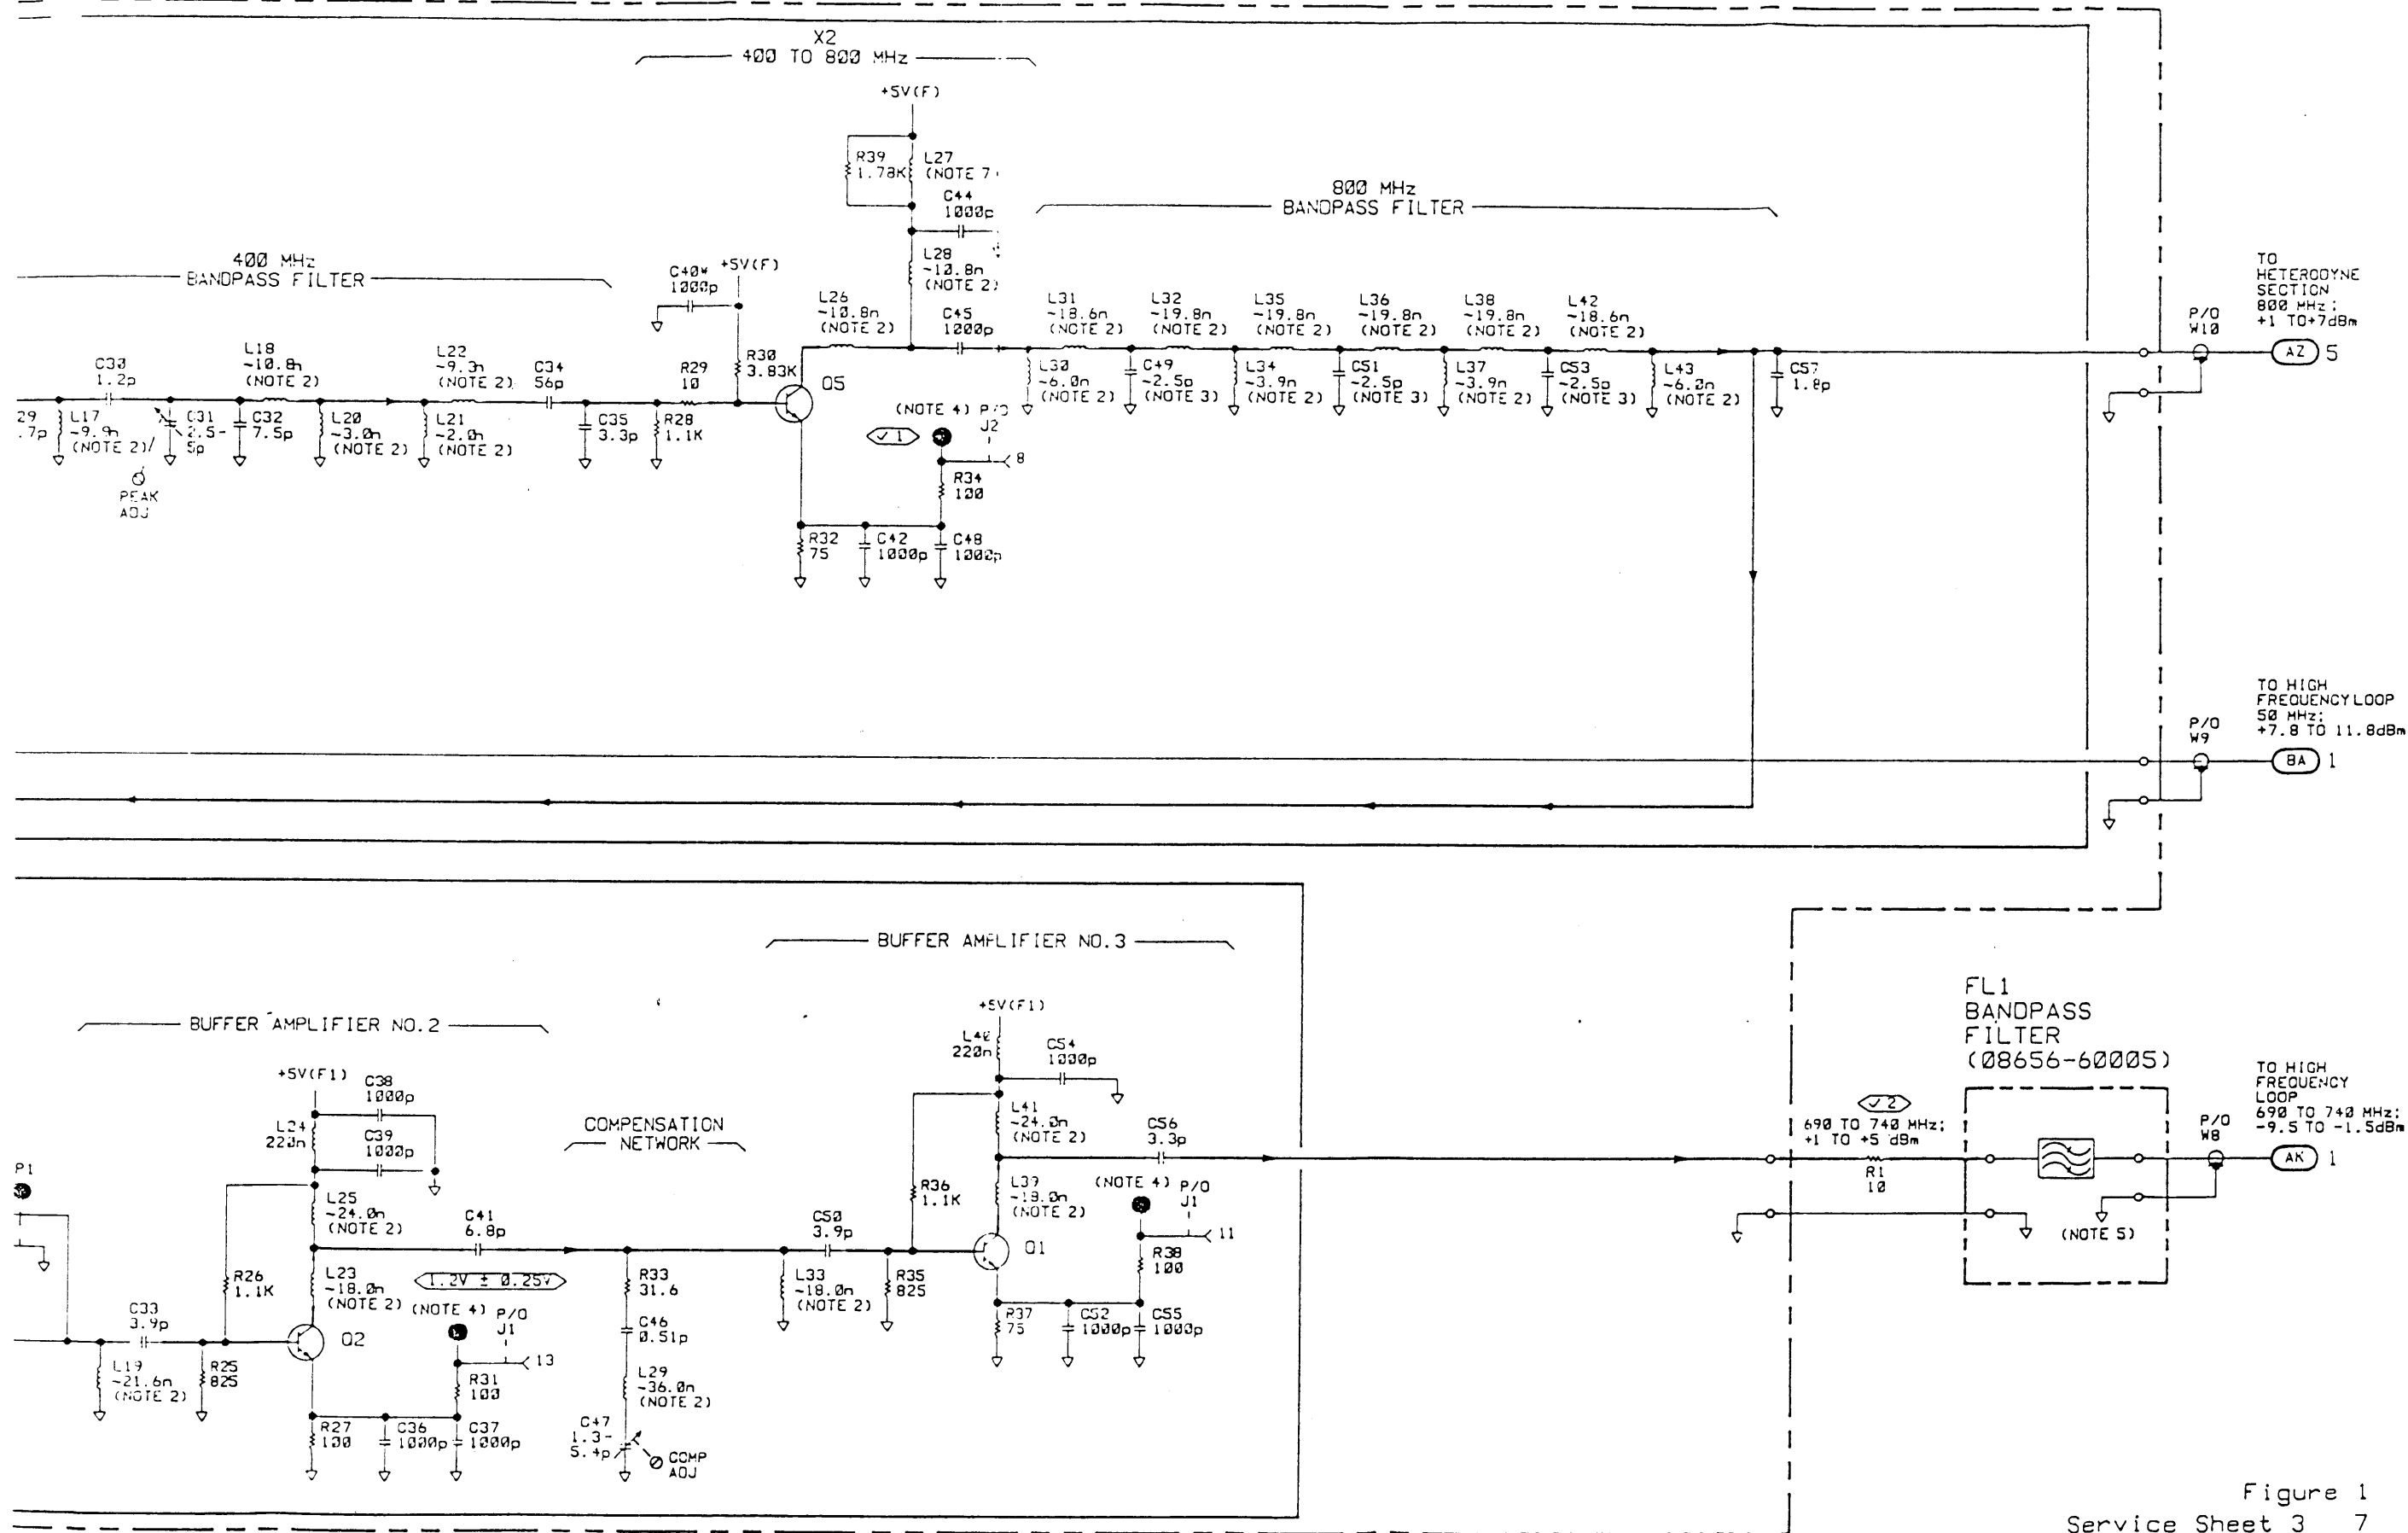 X2
400 TO 800 MHz
+5V(F)
R39
1.78K
L27
(NOTE 7)
C44
1000p
L28
~10.8n
(NOTE 2)
800 MHz
BANDPASS FILTER
400 MHz
BANDPASS FILTER
C40*
1000p
+5V(F)
L26
~10.8n
(NOTE 2)
C45
1000p
L31
~18.6n
(NOTE 2)
L32
~19.8n
(NOTE 2)
L35
~19.8n
(NOTE 2)
L36
~19.8n
(NOTE 2)
L38
~19.8n
(NOTE 2)
L42
~18.6n
(NOTE 2)
TO
HETERODYNE
SECTION
800 MHz;
+1 TO+7dBm
P/O
W10
AZ 5
C30
1.2p
L18
~10.8n
(NOTE 2)
L22
~9.3n
(NOTE 2)
C34
56p
R29
10
R30
3.83K
Q5
L30
~6.0n
(NOTE 2)
C49
~2.5p
(NOTE 3)
L34
~3.9n
(NOTE 2)
C51
~2.5p
(NOTE 3)
L37
~3.9n
(NOTE 2)
C53
~2.5p
(NOTE 3)
L43
~6.0n
(NOTE 2)
C57
1.8p
29
.7p
L17
~9.9n
(NOTE 2)
C31
2.5-
5p
PEAK
ADJ
C32
7.5p
L20
~3.0n
(NOTE 2)
L21
~2.0n
(NOTE 2)
C35
3.3p
R28
1.1K
(NOTE 4) P/O
J2
✓1
8
R34
100
R32
75
C42
1000p
C48
1000p
TO HIGH
FREQUENCY LOOP
50 MHz;
+7.8 TO 11.8dBm
P/O
W9
BA 1
BUFFER AMPLIFIER NO.3
BUFFER AMPLIFIER NO.2
+5V(F1)
C38
1000p
L24
220n
C39
1000p
L25
~24.0n
(NOTE 2)
COMPENSATION
NETWORK
+5V(F1)
L40
220n
C54
1000p
L41
~24.0n
(NOTE 2)
C56
3.3p
FL1
BANDPASS
FILTER
(08656-60005)
✓2
690 TO 740 MHz;
+1 TO +5 dBm
R1
10
TO HIGH
FREQUENCY
LOOP
690 TO 740 MHz;
-9.5 TO -1.5dBm
P/O
W8
AK 1
(NOTE 5)
P1
R26
1.1K
C41
6.8p
L23
~18.0n
(NOTE 2)
1.2V ± 0.25V
(NOTE 4) P/O
J1
13
R31
100
C33
3.9p
Q2
L19
~21.6n
(NOTE 2)
R25
825
R27
100
C36
1000p
C37
1000p
R33
31.6
C46
0.51p
L29
~36.0n
(NOTE 2)
C47
1.3-
5.4p
COMP
ADJ
C50
3.9p
L33
~18.0n
(NOTE 2)
R35
825
R36
1.1K
L39
~18.0n
(NOTE 2)
Q1
(NOTE 4) P/O
J1
11
R38
100
R37
75
C52
1000p
C55
1000p
Figure 1
Service Sheet 3 7